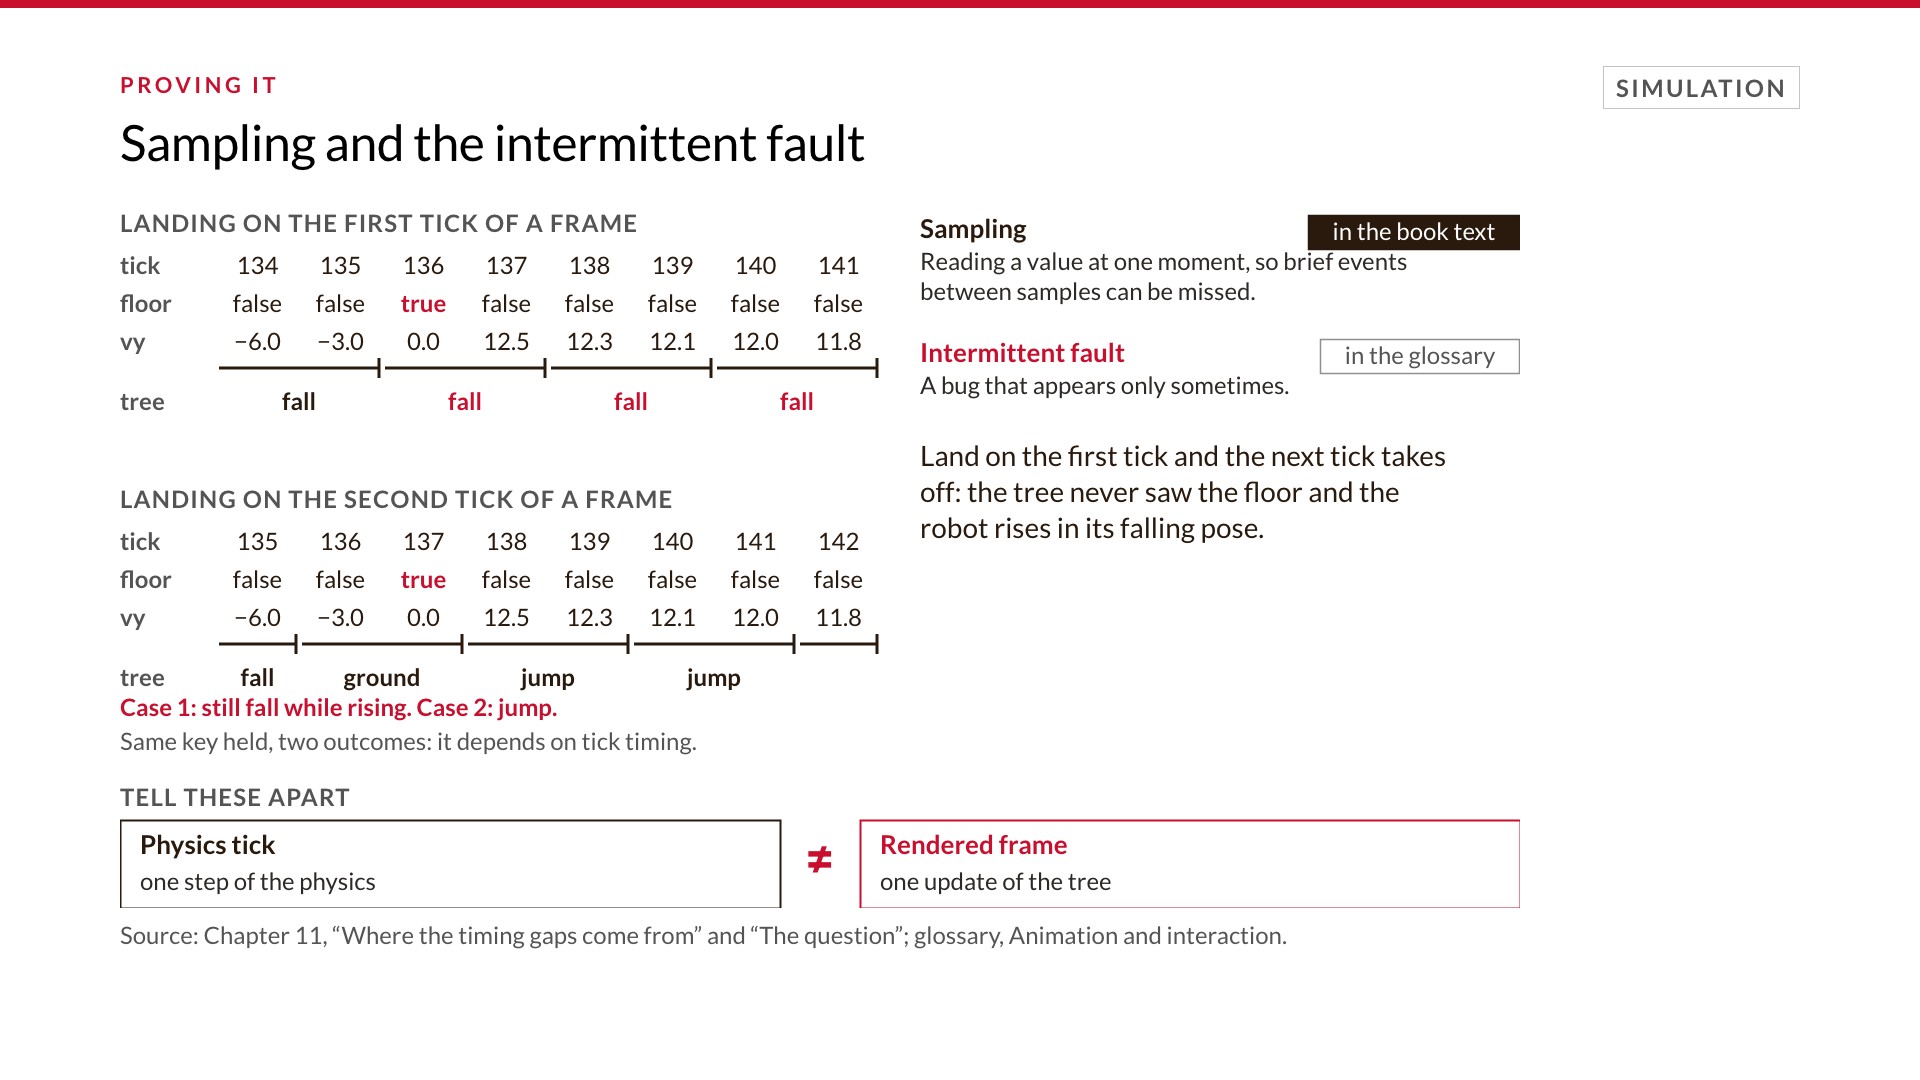 PROVING IT
SIMULATION
Sampling and the intermittent fault
LANDING ON THE FIRST TICK OF A FRAME
tick 134 135 136 137 138 139 140 141
floor false false true false false false false false
vy −6.0 −3.0 0.0 12.5 12.3 12.1 12.0 11.8
tree fall fall fall fall
LANDING ON THE SECOND TICK OF A FRAME
tick 135 136 137 138 139 140 141 142
floor false false true false false false false false
vy −6.0 −3.0 0.0 12.5 12.3 12.1 12.0 11.8
tree fall ground jump jump
Case 1: still fall while rising. Case 2: jump.
Same key held, two outcomes: it depends on tick timing.
Sampling
in the book text
Reading a value at one moment, so brief events
between samples can be missed.
Intermittent fault
in the glossary
A bug that appears only sometimes.
Land on the first tick and the next tick takes
off: the tree never saw the floor and the
robot rises in its falling pose.
TELL THESE APART
Physics tick
one step of the physics
≠
Rendered frame
one update of the tree
Source: Chapter 11, “Where the timing gaps come from” and “The question”; glossary, Animation and interaction.